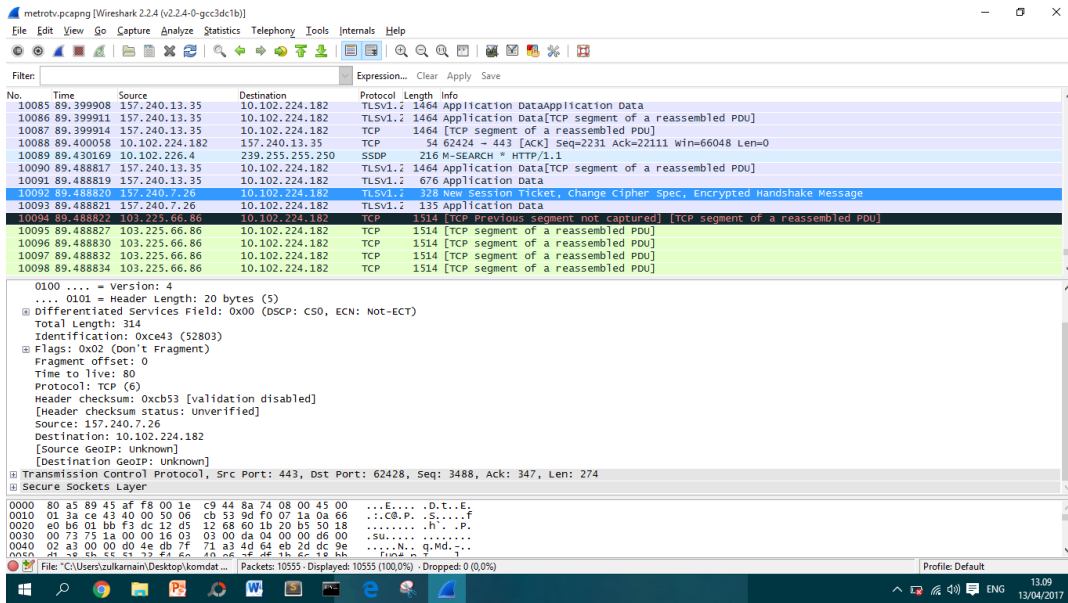 metrotv.pcapng [Wireshark 2.2.4 (v2.2.4-0-gcc3dc1b)]
File Edit View Go Capture Analyze Statistics Telephony Tools Internals Help
Filter: Expression... Clear Apply Save
No. Time Source Destination Protocol Length Info
10085 89.399908 157.240.13.35 10.102.224.182 TLSv1.2 1464 Application DataApplication Data
10086 89.399911 157.240.13.35 10.102.224.182 TLSv1.2 1464 Application Data[TCP segment of a reassembled PDU]
10087 89.399914 157.240.13.35 10.102.224.182 TCP 1464 [TCP segment of a reassembled PDU]
10088 89.400058 10.102.224.182 157.240.13.35 TCP 54 62424 → 443 [ACK] Seq=2231 Ack=22111 Win=66048 Len=0
10089 89.430169 10.102.226.4 239.255.255.250 SSDP 216 M-SEARCH * HTTP/1.1
10090 89.488817 157.240.13.35 10.102.224.182 TLSv1.2 1464 Application Data[TCP segment of a reassembled PDU]
10091 89.488819 157.240.13.35 10.102.224.182 TLSv1.2 676 Application Data
10092 89.488820 157.240.7.26 10.102.224.182 TLSv1.2 328 New Session Ticket, Change Cipher Spec, Encrypted Handshake Message
10093 89.488821 157.240.7.26 10.102.224.182 TLSv1.2 135 Application Data
10094 89.488822 103.225.66.86 10.102.224.182 TCP 1514 [TCP Previous segment not captured] [TCP segment of a reassembled PDU]
10095 89.488827 103.225.66.86 10.102.224.182 TCP 1514 [TCP segment of a reassembled PDU]
10096 89.488830 103.225.66.86 10.102.224.182 TCP 1514 [TCP segment of a reassembled PDU]
10097 89.488832 103.225.66.86 10.102.224.182 TCP 1514 [TCP segment of a reassembled PDU]
10098 89.488834 103.225.66.86 10.102.224.182 TCP 1514 [TCP segment of a reassembled PDU]
0100 .... = Version: 4
.... 0101 = Header Length: 20 bytes (5)
Differentiated Services Field: 0x00 (DSCP: CS0, ECN: Not-ECT)
Total Length: 314
Identification: 0xce43 (52803)
Flags: 0x02 (Don't Fragment)
Fragment offset: 0
Time to live: 80
Protocol: TCP (6)
Header checksum: 0xcb53 [validation disabled]
[Header checksum status: Unverified]
Source: 157.240.7.26
Destination: 10.102.224.182
[Source GeoIP: Unknown]
[Destination GeoIP: Unknown]
Transmission Control Protocol, Src Port: 443, Dst Port: 62428, Seq: 3488, Ack: 347, Len: 274
Secure Sockets Layer
0000 80 a5 89 45 af f8 00 1e c9 44 8a 74 08 00 45 00 ...E.... .D.t..E.
0010 01 3a ce 43 40 00 50 06 cb 53 9d f0 07 1a 0a 66 .:.C@.P. .S.....f
0020 e0 b6 01 bb f3 dc 12 d5 12 68 60 1b 20 b5 50 18 ........ .h`. .P.
0030 00 73 75 1a 00 00 16 03 03 00 da 04 00 00 d6 00 .su..... ........
0040 02 a3 00 00 d4 4e db 7f 71 a3 4d 64 eb 2d dc 9e .....N.. q.Md.-..
File: "C:\Users\zulkarnain\Desktop\komdat ... Packets: 10555 · Displayed: 10555 (100,0%) · Dropped: 0 (0,0%) Profile: Default
ENG 13.09
13/04/2017